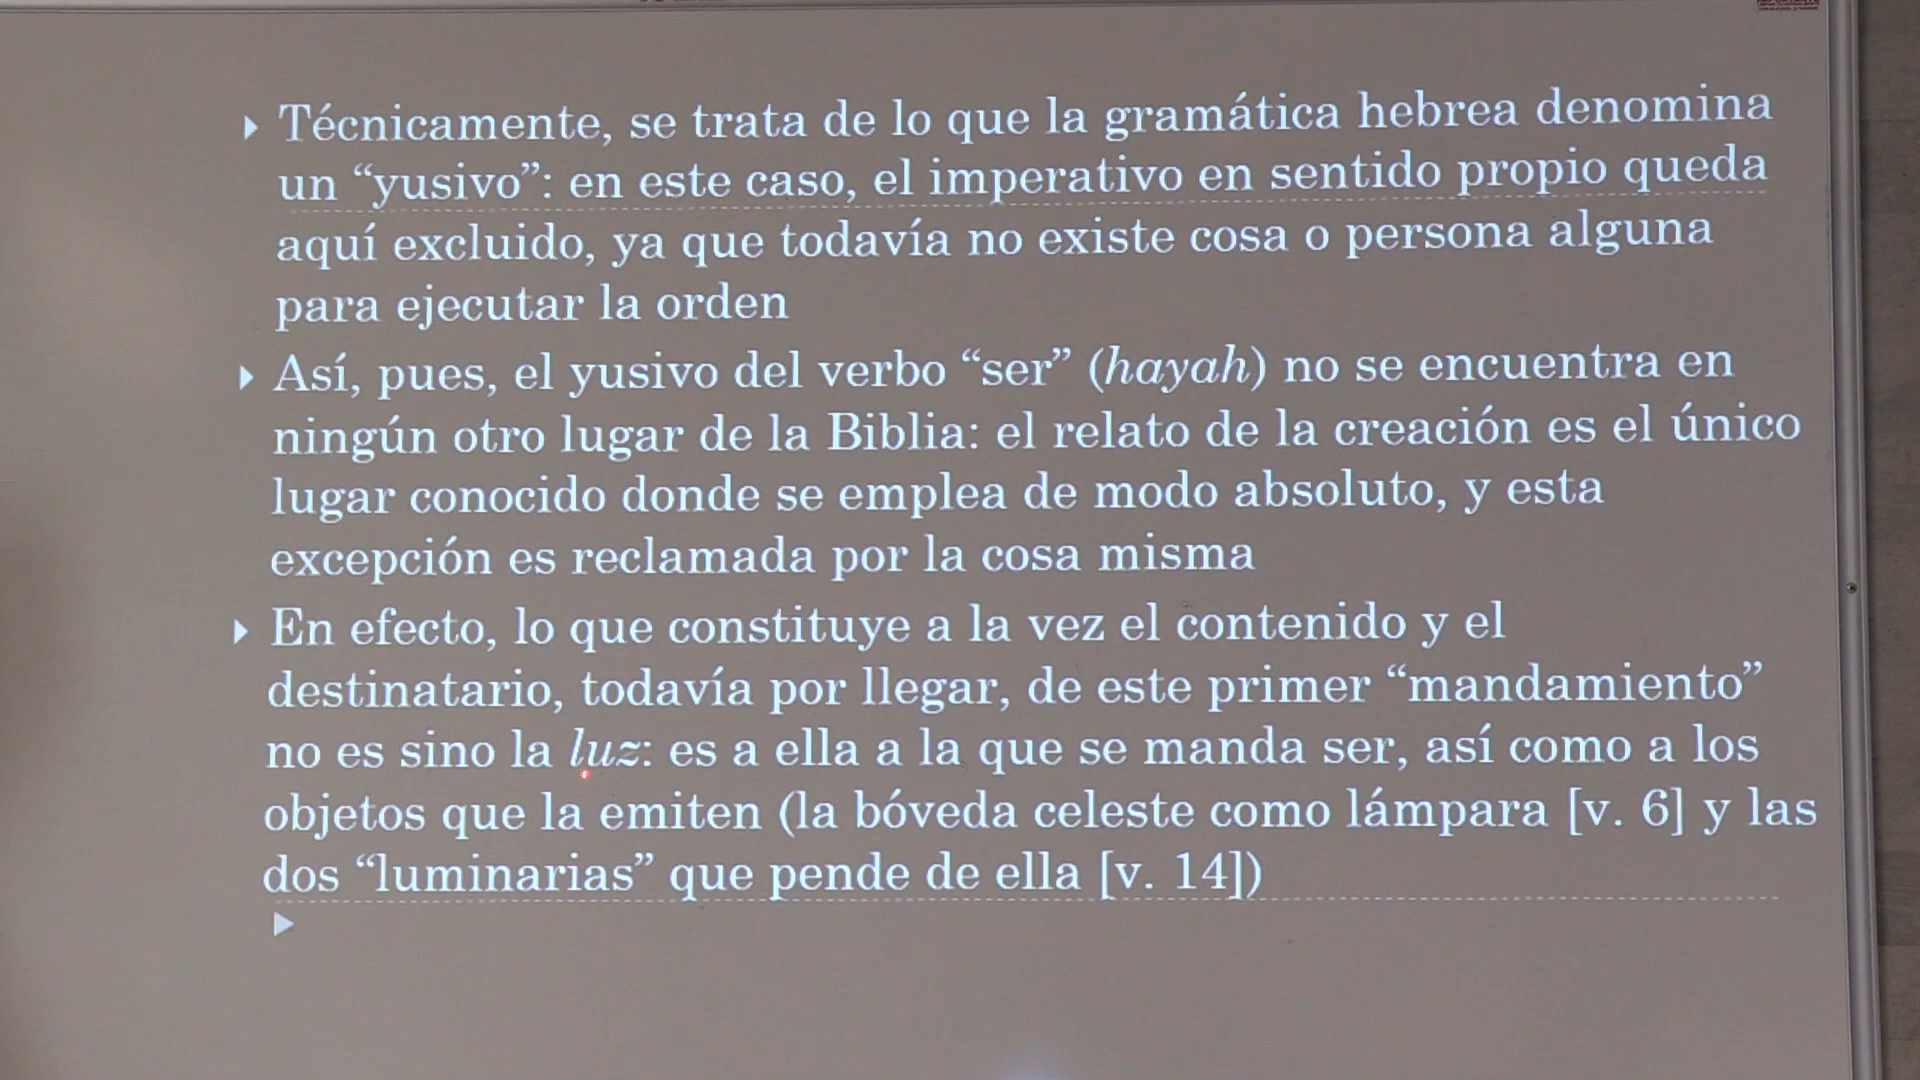 Técnicamente, se trata de lo que la gramática hebrea denomina
un “yusivo”: en este caso, el imperativo en sentido propio queda
aquí excluido, ya que todavía no existe cosa o persona alguna
para ejecutar la orden
Así, pues, el yusivo del verbo “ser” (hayah) no se encuentra en
ningún otro lugar de la Biblia: el relato de la creación es el único
lugar conocido donde se emplea de modo absoluto, y esta
excepción es reclamada por la cosa misma
En efecto, lo que constituye a la vez el contenido y el
destinatario, todavía por llegar, de este primer “mandamiento”
no es sino la luz: es a ella a la que se manda ser, así como a los
objetos que la emiten (la bóveda celeste como lámpara [v. 6] y las
dos “luminarias” que pende de ella [v. 14])